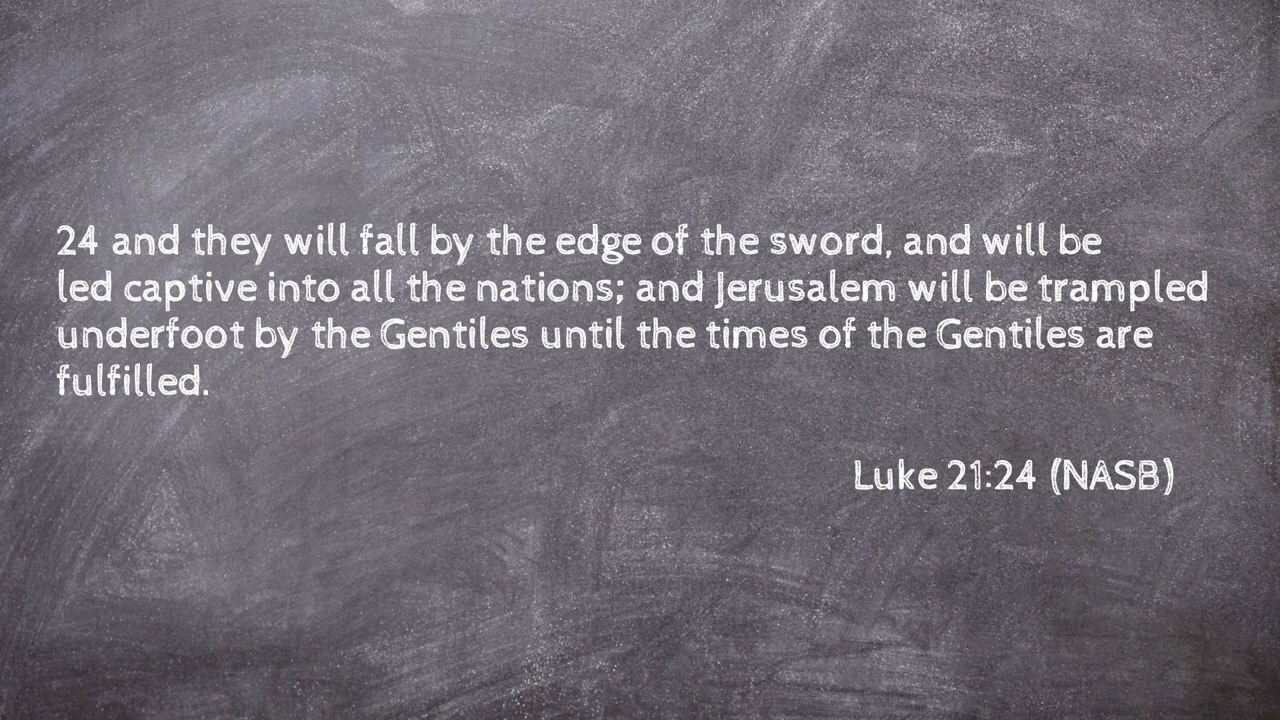 24 and they will fall by the edge of the sword, and will be
led captive into all the nations; and Jerusalem will be trampled
underfoot by the Gentiles until the times of the Gentiles are
fulfilled.
Luke 21:24 (NASB)